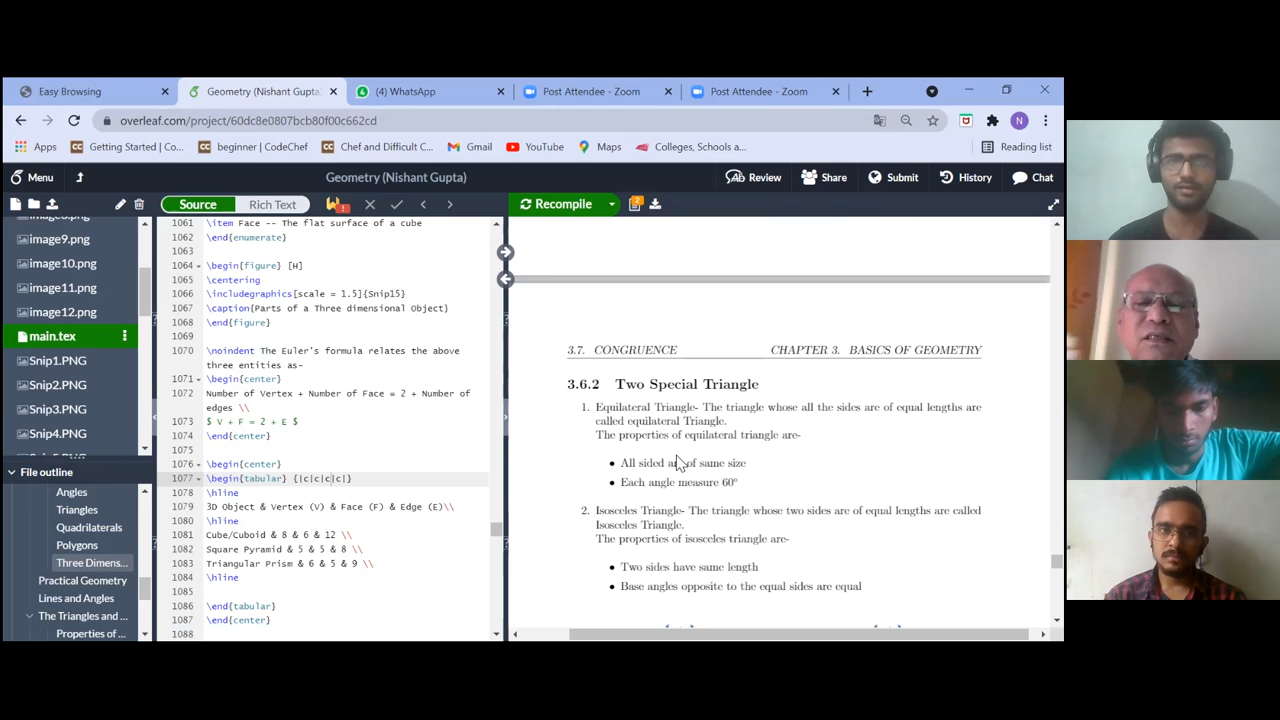 Easy Browsing
Geometry (Nishant Gupta)
(4) WhatsApp
Post Attendee - Zoom
Post Attendee - Zoom
overleaf.com/project/60dc8e0807bcb80f00c662cd
N
Apps
Getting Started | Co...
beginner | CodeChef
Chef and Difficult C...
Gmail
YouTube
Maps
Colleges, Schools a...
Reading list
Menu
Geometry (Nishant Gupta)
Review
Share
Submit
History
Chat
Source
Rich Text
Recompile
2
image9.png
image10.png
image11.png
image12.png
main.tex
Snip1.PNG
Snip2.PNG
Snip3.PNG
Snip4.PNG
File outline
Angles
Triangles
Quadrilaterals
Polygons
Three Dimens...
Practical Geometry
Lines and Angles
The Triangles and ...
Properties of ...
1061 \item Face -- The flat surface of a cube
1062 \end{enumerate}
1063
1064 \begin{figure} [H]
1065 \centering
1066 \includegraphics[scale = 1.5]{Snip15}
1067 \caption{Parts of a Three dimensional Object}
1068 \end{figure}
1069
1070 \noindent The Euler's formula relates the above
three entities as-
1071 \begin{center}
1072 Number of Vertex + Number of Face = 2 + Number of
edges \\
1073 $ V + F = 2 + E $
1074 \end{center}
1075
1076 \begin{center}
1077 \begin{tabular} {|c|c|c|c|}
1078 \hline
1079 3D Object & Vertex (V) & Face (F) & Edge (E)\\
1080 \hline
1081 Cube/Cuboid & 8 & 6 & 12 \\
1082 Square Pyramid & 5 & 5 & 8 \\
1083 Triangular Prism & 6 & 5 & 9 \\
1084 \hline
1085
1086 \end{tabular}
1087 \end{center}
1088
3.7. CONGRUENCE CHAPTER 3. BASICS OF GEOMETRY
3.6.2 Two Special Triangle
1. Equilateral Triangle- The triangle whose all the sides are of equal lengths are
called equilateral Triangle.
The properties of equilateral triangle are-
• All sided are of same size
• Each angle measure 60°
2. Isosceles Triangle- The triangle whose two sides are of equal lengths are called
Isosceles Triangle.
The properties of isosceles triangle are-
• Two sides have same length
• Base angles opposite to the equal sides are equal